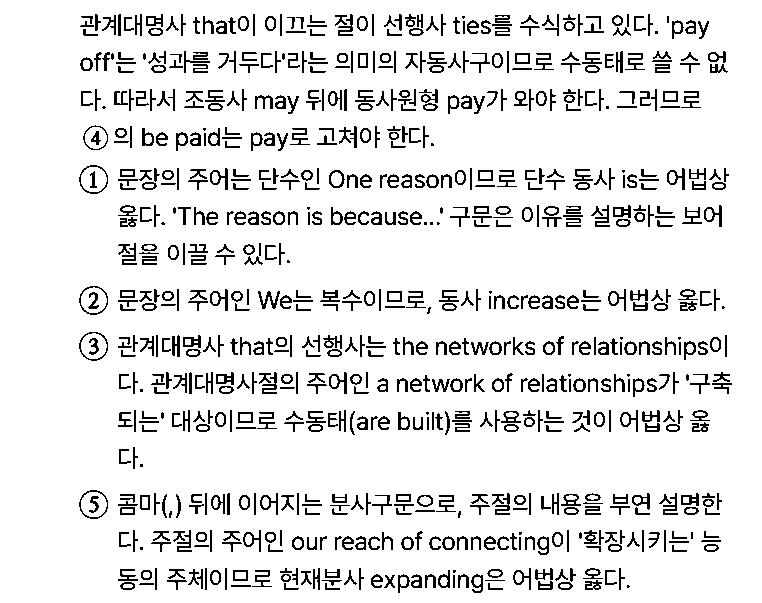 관계대명사 that이 이끄는 절이 선행사 ties를 수식하고 있다. 'pay
off'는 '성과를 거두다'라는 의미의 자동사구이므로 수동태로 쓸 수 없
다. 따라서 조동사 may 뒤에 동사원형 pay가 와야 한다. 그러므로
④의 be paid는 pay로 고쳐야 한다.
① 문장의 주어는 단수인 One reason이므로 단수 동사 is는 어법상
옳다. 'The reason is because...' 구문은 이유를 설명하는 보어
절을 이끌 수 있다.
② 문장의 주어인 We는 복수이므로, 동사 increase는 어법상 옳다.
③ 관계대명사 that의 선행사는 the networks of relationships이
다. 관계대명사절의 주어인 a network of relationships가 '구축
되는' 대상이므로 수동태(are built)를 사용하는 것이 어법상 옳
다.
⑤ 콤마(,) 뒤에 이어지는 분사구문으로, 주절의 내용을 부연 설명한
다. 주절의 주어인 our reach of connecting이 '확장시키는' 능
동의 주체이므로 현재분사 expanding은 어법상 옳다.